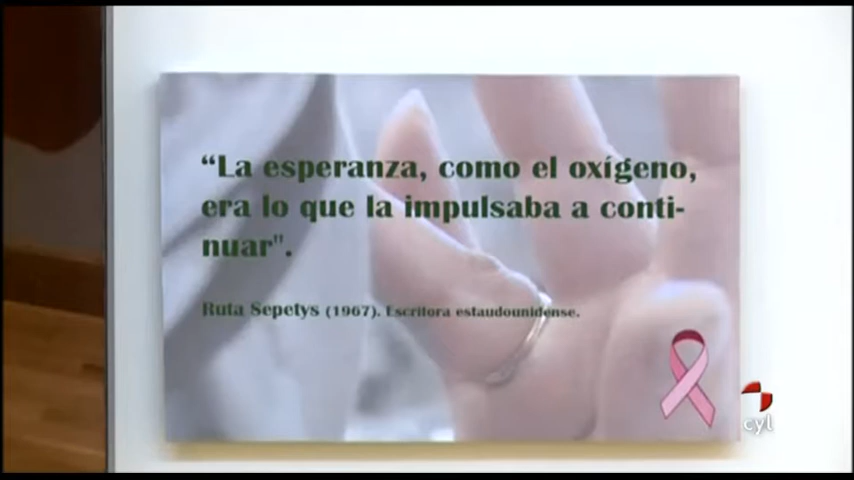 “La esperanza, como el oxígeno,
era lo que la impulsaba a conti-
nuar".
Ruta Sepetys (1967). Escritora estaudounidense.
cyl